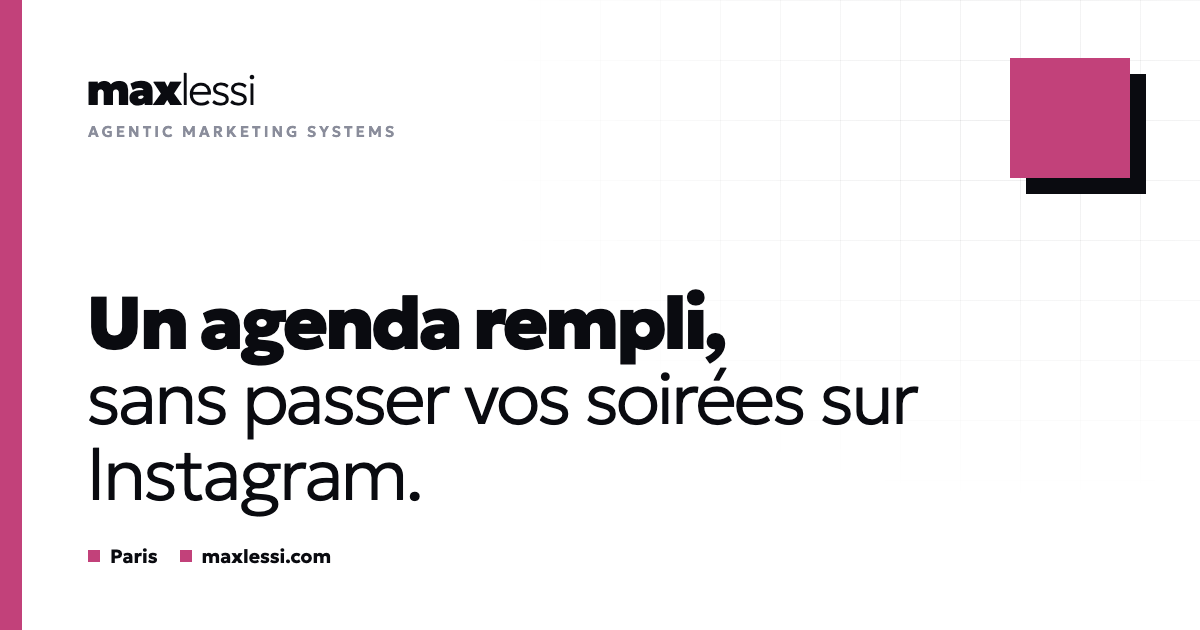 maxlessi
AGENTIC MARKETING SYSTEMS
Un agenda rempli,
sans passer vos soirées sur
Instagram.
Paris maxlessi.com